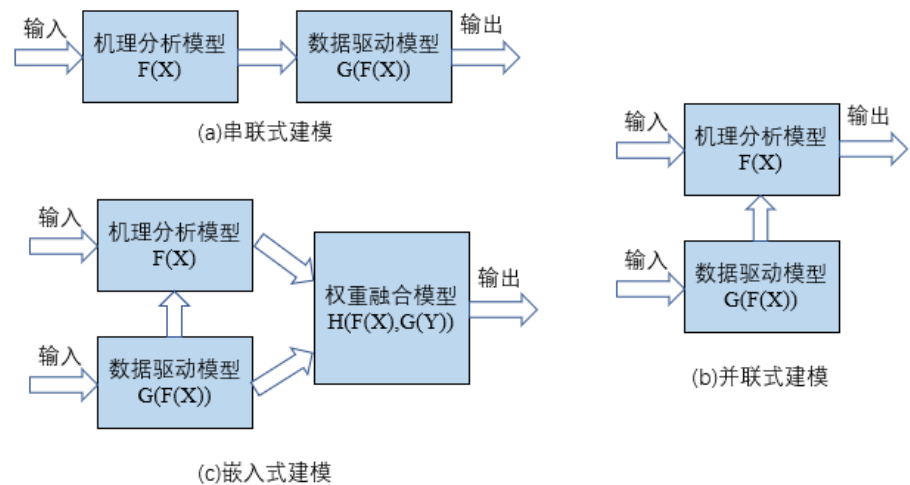 输入
机理分析模型
F(X)
数据驱动模型
G(F(X))
输出
(a)串联式建模
输入
机理分析模型
F(X)
输出
输入
数据驱动模型
G(F(X))
(b)并联式建模
输入
机理分析模型
F(X)
输入
数据驱动模型
G(F(X))
权重融合模型
H(F(X),G(Y))
输出
(c)嵌入式建模